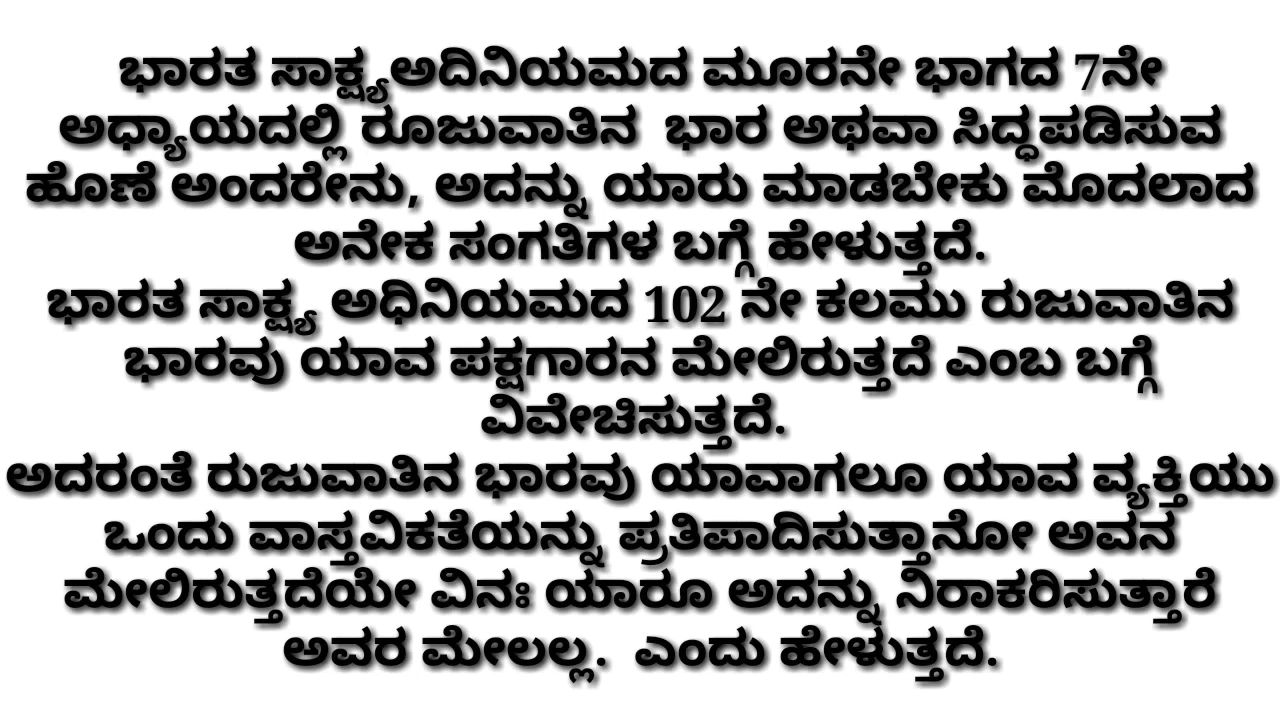 ಭಾರತ ಸಾಕ್ಷ್ಯಅದಿನಿಯಮದ ಮೂರನೇ ಭಾಗದ 7ನೇ
ಅಧ್ಯಾಯದಲ್ಲಿ ರೂಜುವಾತಿನ ಭಾರ ಅಥವಾ ಸಿದ್ಧಪಡಿಸುವ
ಹೊಣೆ ಅಂದರೇನು, ಅದನ್ನು ಯಾರು ಮಾಡಬೇಕು ಮೊದಲಾದ
ಅನೇಕ ಸಂಗತಿಗಳ ಬಗ್ಗೆ ಹೇಳುತ್ತದೆ.
ಭಾರತ ಸಾಕ್ಷ್ಯ ಅಧಿನಿಯಮದ 102 ನೇ ಕಲಮು ರುಜುವಾತಿನ
ಭಾರವು ಯಾವ ಪಕ್ಷಗಾರನ ಮೇಲಿರುತ್ತದೆ ಎಂಬ ಬಗ್ಗೆ
ವಿವೇಚಿಸುತ್ತದೆ.
ಅದರಂತೆ ರುಜುವಾತಿನ ಭಾರವು ಯಾವಾಗಲೂ ಯಾವ ವ್ಯಕ್ತಿಯು
ಒಂದು ವಾಸ್ತವಿಕತೆಯನ್ನು ಪ್ರತಿಪಾದಿಸುತ್ತಾನೋ ಅವನ
ಮೇಲಿರುತ್ತದೆಯೇ ವಿನಃ ಯಾರೂ ಅದನ್ನು ನಿರಾಕರಿಸುತ್ತಾರೆ
ಅವರ ಮೇಲಲ್ಲ. ಎಂದು ಹೇಳುತ್ತದೆ.